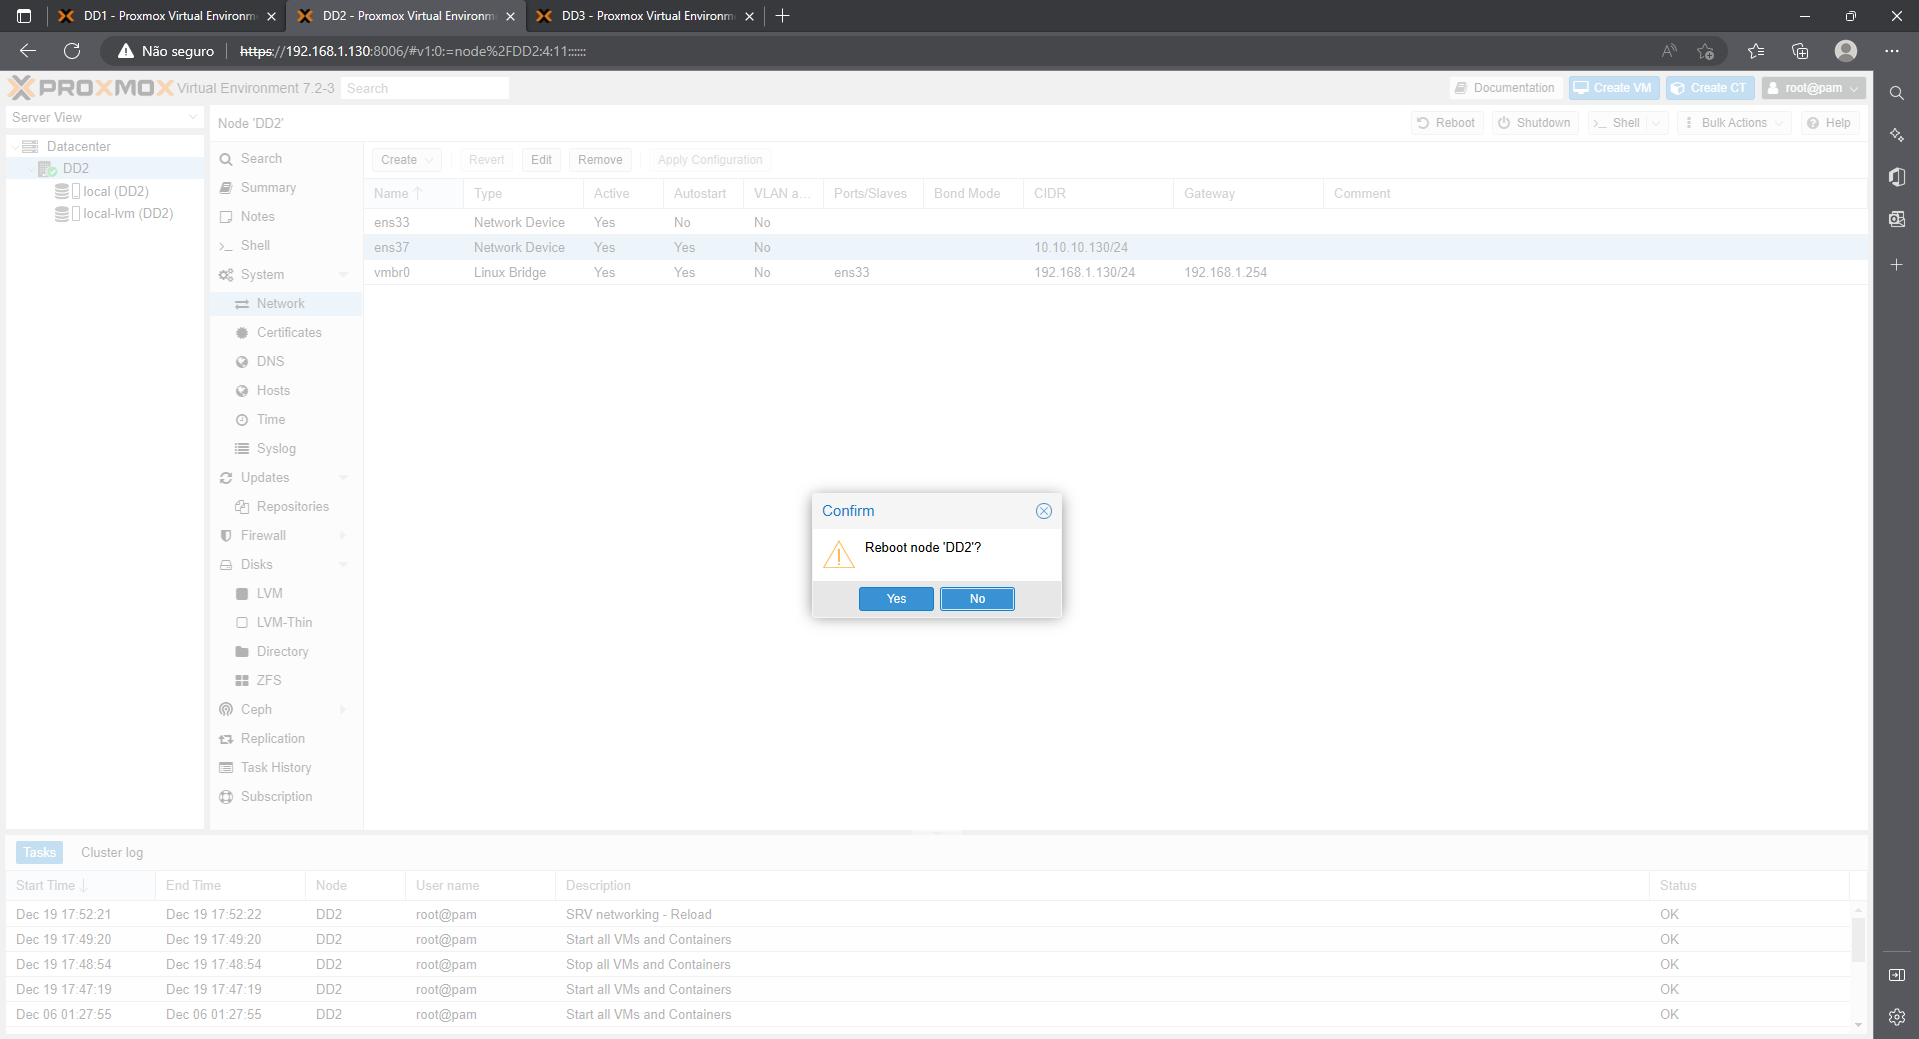 DD1 - Proxmox Virtual Environm
DD2 - Proxmox Virtual Environm
DD3 - Proxmox Virtual Environm
Não seguro
https://192.168.1.130:8006/#v1:0:=node%2FDD2:4:11::::::
PROXMOX Virtual Environment 7.2-3
Search
Documentation
Create VM
Create CT
root@pam
Server View
Node 'DD2'
Reboot
Shutdown
Shell
Bulk Actions
Help
Datacenter
DD2
local (DD2)
local-lvm (DD2)
Search
Summary
Notes
Shell
System
Network
Certificates
DNS
Hosts
Time
Syslog
Updates
Repositories
Firewall
Disks
LVM
LVM-Thin
Directory
ZFS
Ceph
Replication
Task History
Subscription
Create
Revert
Edit
Remove
Apply Configuration
Name Type Active Autostart VLAN a... Ports/Slaves Bond Mode CIDR Gateway Comment
ens33 Network Device Yes No No
ens37 Network Device Yes Yes No 10.10.10.130/24
vmbr0 Linux Bridge Yes Yes No ens33 192.168.1.130/24 192.168.1.254
Confirm
Reboot node 'DD2'?
Yes
No
Tasks
Cluster log
Start Time End Time Node User name Description Status
Dec 19 17:52:21 Dec 19 17:52:22 DD2 root@pam SRV networking - Reload OK
Dec 19 17:49:20 Dec 19 17:49:20 DD2 root@pam Start all VMs and Containers OK
Dec 19 17:48:54 Dec 19 17:48:54 DD2 root@pam Stop all VMs and Containers OK
Dec 19 17:47:19 Dec 19 17:47:19 DD2 root@pam Start all VMs and Containers OK
Dec 06 01:27:55 Dec 06 01:27:55 DD2 root@pam Start all VMs and Containers OK